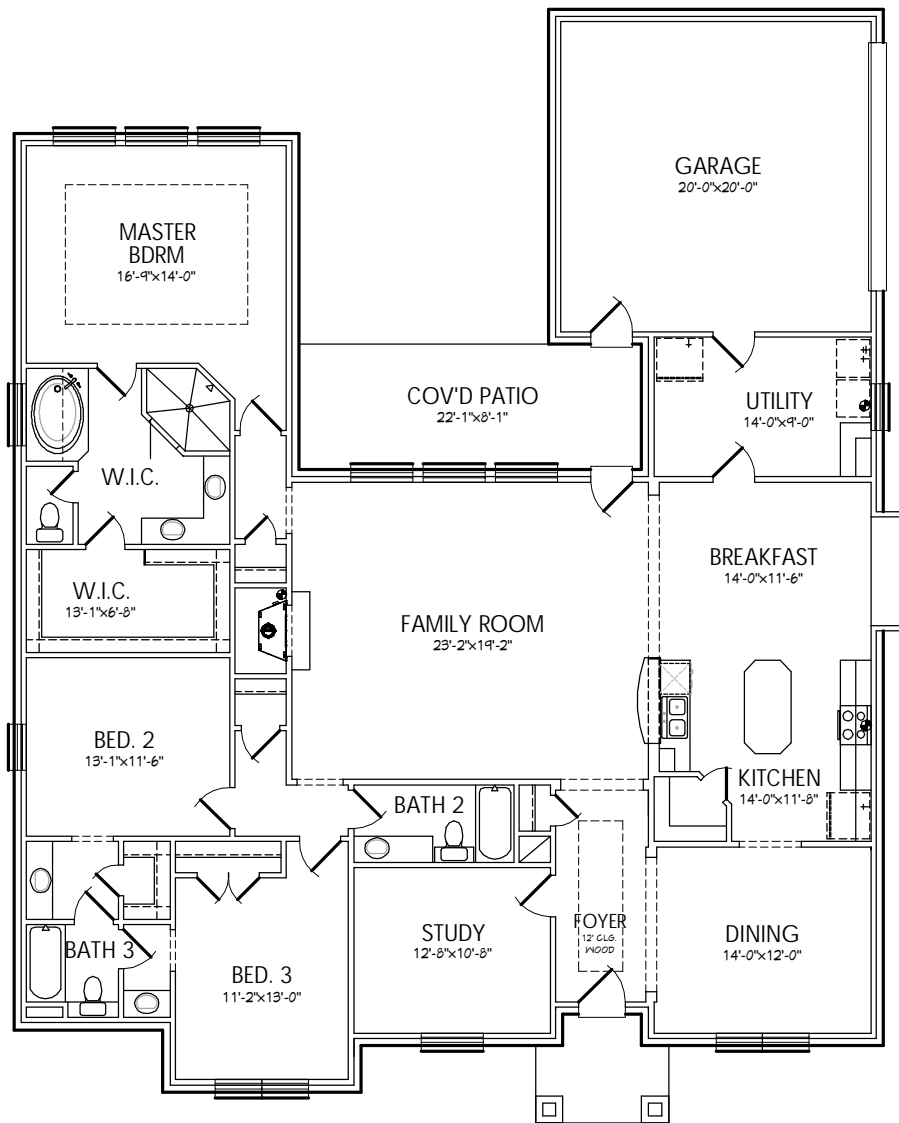 GARAGE
20'-0"x20'-0"
MASTER
BDRM
16'-9"x14'-0"
COV'D PATIO
22'-1"x8'-1"
UTILITY
14'-0"x9'-0"
W.I.C.
BREAKFAST
14'-0"x11'-6"
W.I.C.
13'-1"x6'-8"
FAMILY ROOM
23'-2"x19'-2"
BED. 2
13'-1"x11'-6"
KITCHEN
14'-0"x11'-8"
BATH 2
FOYER
12' CLG.
WOOD
STUDY
12'-8"x10'-8"
DINING
14'-0"x12'-0"
BATH 3
BED. 3
11'-2"x13'-0"